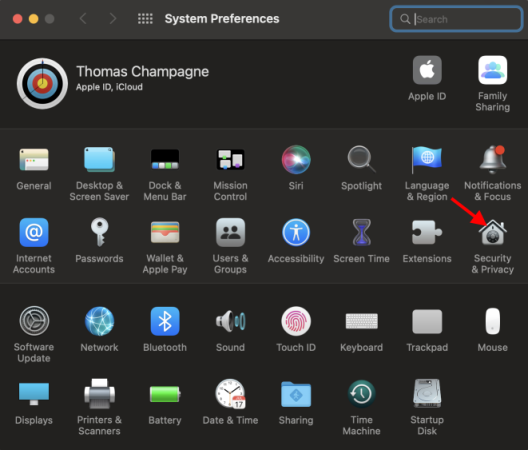 System Preferences
Search
Thomas Champagne
Apple ID, iCloud
Apple ID
Family
Sharing
General
Desktop &
Screen Saver
Dock &
Menu Bar
Mission
Control
Siri
Spotlight
Language
& Region
Notifications
& Focus
Internet
Accounts
Passwords
Wallet &
Apple Pay
Users &
Groups
Accessibility
Screen Time
Extensions
Security
& Privacy
Software
Update
Network
Bluetooth
Sound
Touch ID
Keyboard
Trackpad
Mouse
Displays
Printers &
Scanners
Battery
17
Date & Time
Sharing
Time
Machine
Startup
Disk